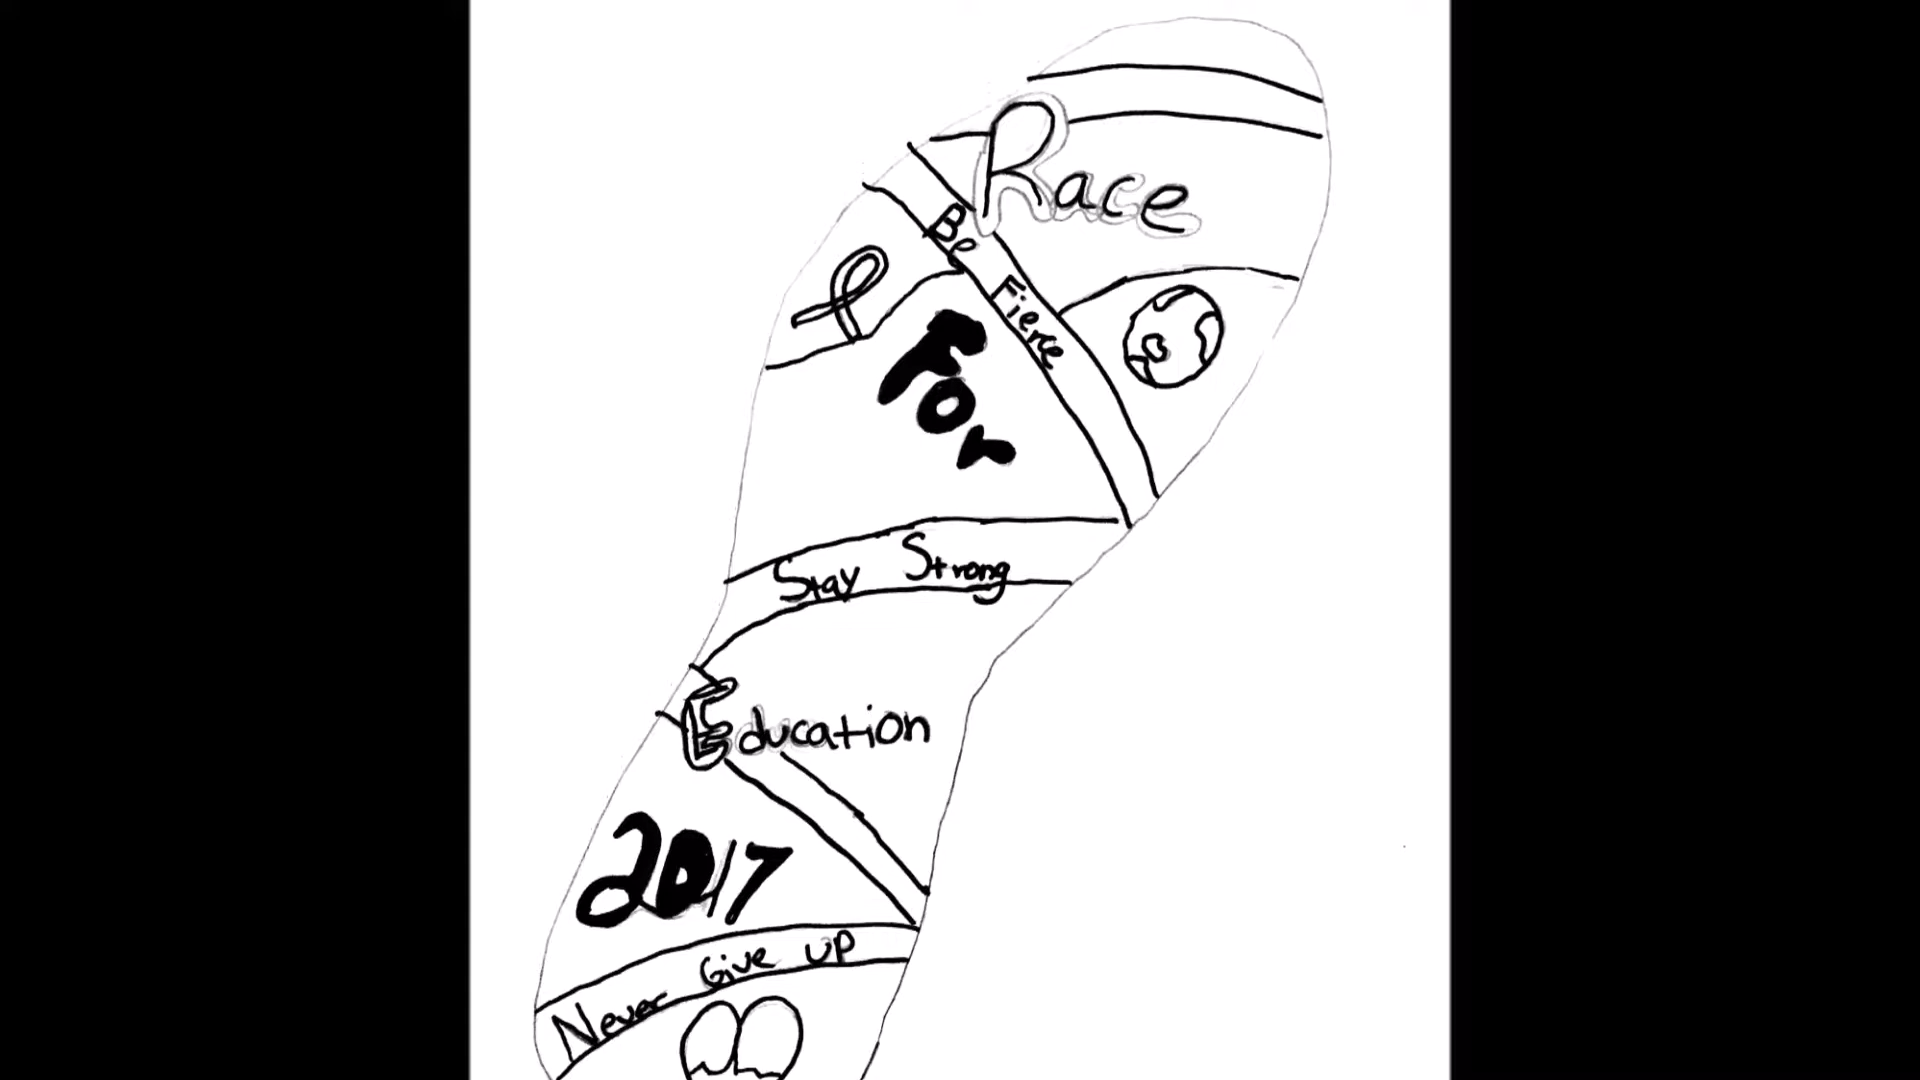 Race
Be Fierce
For
Stay Strong
Education
2017
Never Give UP